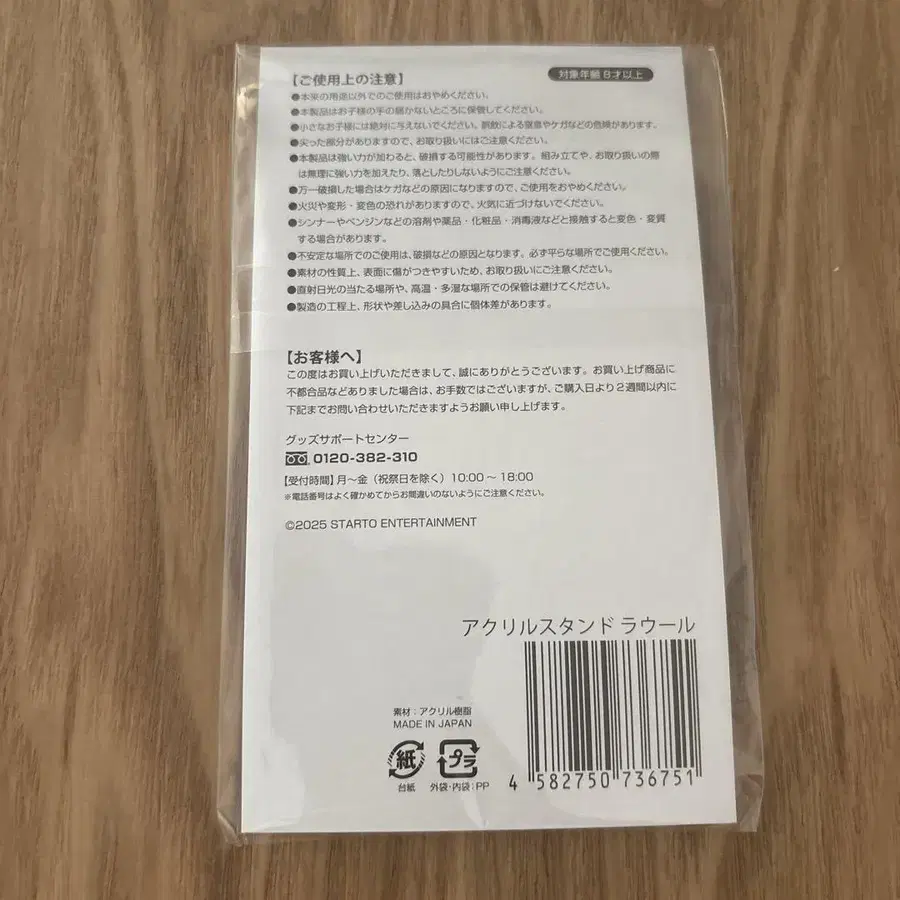 【ご使用上の注意】
対象年齢 8才以上
●本来の用途以外でのご使用はおやめください。
●本製品はお子様の手の届かないところに保管してください。
●小さなお子様には絶対に与えないでください。誤飲による窒息やケガなどの危険があります。
●尖った部分がありますので、お取り扱いにはご注意ください。
●本製品は強い力が加わると、破損する可能性があります。組み立てや、お取り扱いの際
は無理に強い力を加えたり、落としたりしないようにご注意ください。
●万一破損した場合はケガなどの原因になりますので、ご使用をおやめください。
●火災や変形・変色の恐れがありますので、火気に近づけないでください。
●シンナーやベンジンなどの溶剤や薬品・化粧品・消毒液などと接触すると変色・変質
する場合があります。
●不安定な場所でのご使用は、破損などの原因となります。必ず平らな場所でご使用ください。
●素材の性質上、表面に傷がつきやすいため、お取り扱いにご注意ください。
●直射日光の当たる場所や、高温・多湿な場所での保管は避けてください。
●製造の工程上、形状や差し込みの具合に個体差があります。
【お客様へ】
この度はお買い上げいただきまして、誠にありがとうございます。お買い上げ商品に
不都合品などありました場合は、お手数ではございますが、ご購入日より2週間以内に
下記までお問い合わせいただきますようお願い申し上げます。
グッズサポートセンター
0120-382-310
【受付時間】月～金（祝祭日を除く）10:00～18:00
※電話番号はよく確かめてからお間違いのないようにご注意ください。
©2025 STARTO ENTERTAINMENT
アクリルスタンド ラウール
素材：アクリル樹脂
MADE IN JAPAN
紙
プラ
台紙
外袋・内袋：PP
4 582750 736751